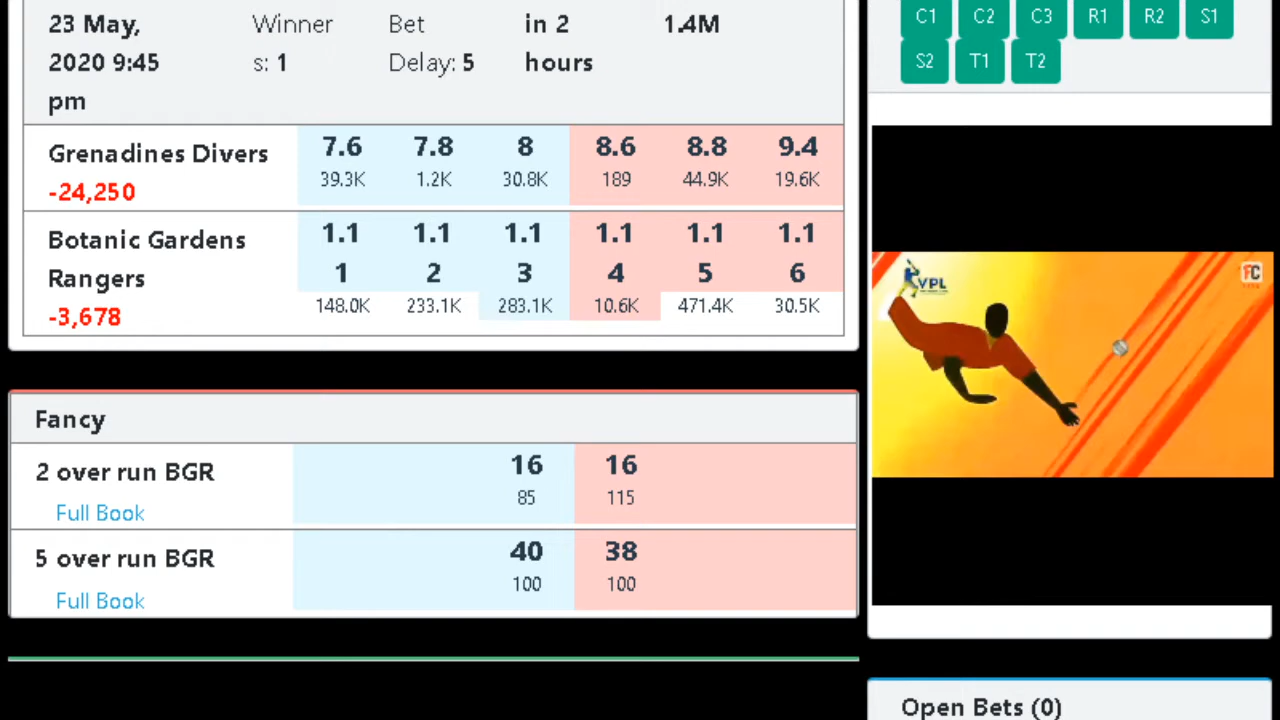 23 May,
2020 9:45
pm
Winner
s: 1
Bet
Delay: 5
in 2
hours
1.4M
Grenadines Divers
-24,250
7.6 7.8 8 8.6 8.8 9.4
39.3K 1.2K 30.8K 189 44.9K 19.6K
Botanic Gardens
Rangers
-3,678
1.1 1.1 1.1 1.1 1.1 1.1
1 2 3 4 5 6
148.0K 233.1K 283.1K 10.6K 471.4K 30.5K
Fancy
2 over run BGR
Full Book
16 16
85 115
5 over run BGR
Full Book
40 38
100 100
C1 C2 C3 R1 R2 S1
S2 T1 T2
VPL
FC
Open Bets (0)